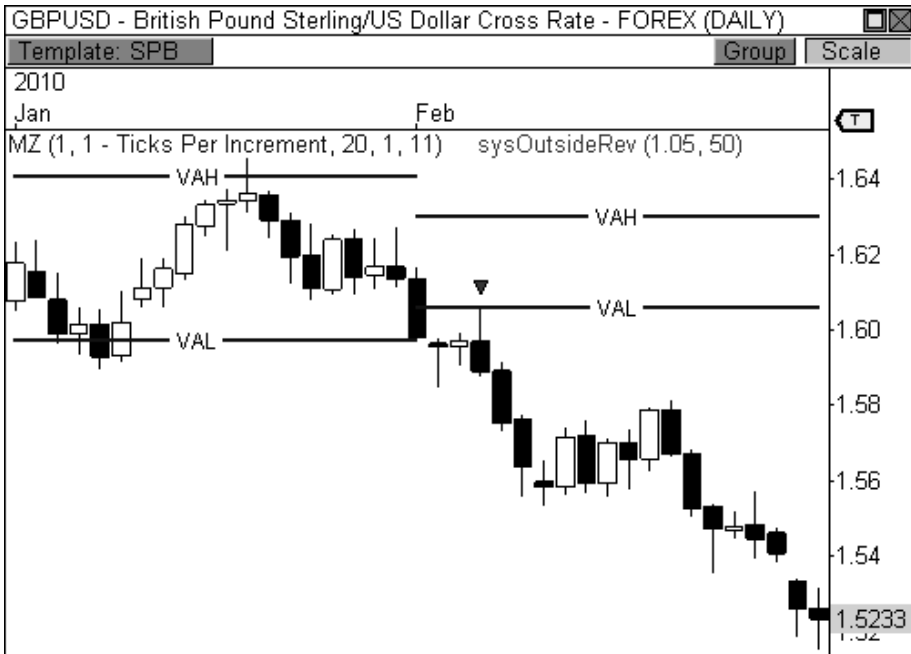 GBPUSD - British Pound Sterling/US Dollar Cross Rate - FOREX (DAILY)
Template: SPB Group Scale
2010
Jan Feb
T
MZ (1, 1 - Ticks Per Increment, 20, 1, 11) sysOutsideRev (1.05, 50)
VAH 1.64
VAH
1.62
VAL
1.60
VAL
1.58
1.56
1.54
1.5233
1.52